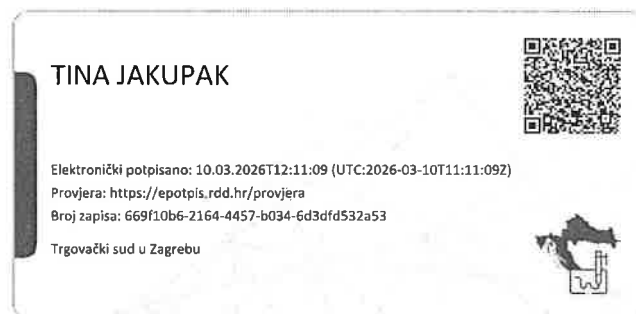 TINA JAKUPAK
Elektronički potpisano: 10.03.2026T12:11:09 (UTC:2026-03-10T11:11:09Z)
Provjera: https://epotpis.rdd.hr/provjera
Broj zapisa: 669f10b6-2164-4457-b034-6d3dfd532a53
Trgovački sud u Zagrebu